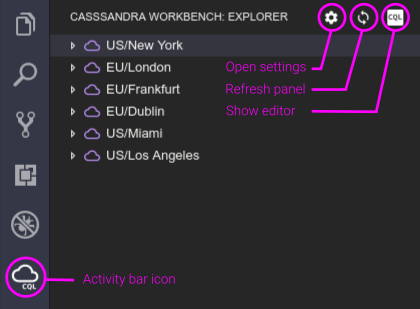 CASSSANDRA WORKBENCH: EXPLORER
CQL
US/New York
EU/London
Open settings
EU/Frankfurt
Refresh panel
EU/Dublin
Show editor
US/Miami
US/Los Angeles
CQL
Activity bar icon